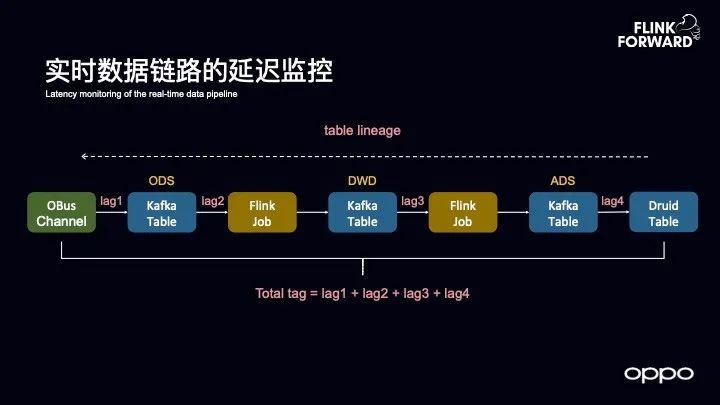 FLINK
FORWARD
实时数据链路的延迟监控
Latency monitoring of the real-time data pipeline
table lineage
ODS
DWD
ADS
OBus
Channel
lag1
Kafka
Table
lag2
Flink
Job
Kafka
Table
lag3
Flink
Job
Kafka
Table
lag4
Druid
Table
Total tag = lag1 + lag2 + lag3 + lag4
oppo